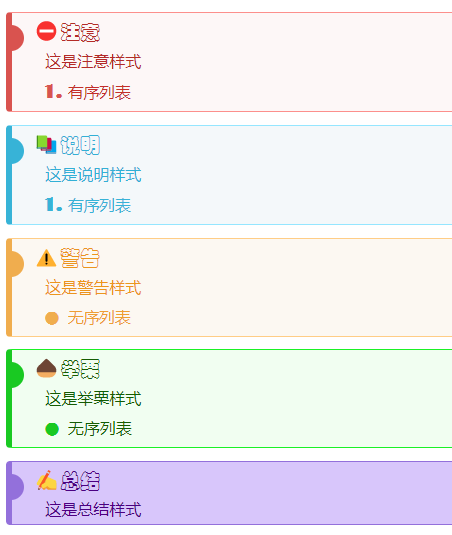 ⛔ 注意
这是注意样式
1. 有序列表
📚 说明
这是说明样式
1. 有序列表
⚠️ 警告
这是警告样式
● 无序列表
🌰 举栗
这是举栗样式
● 无序列表
✍️ 总结
这是总结样式